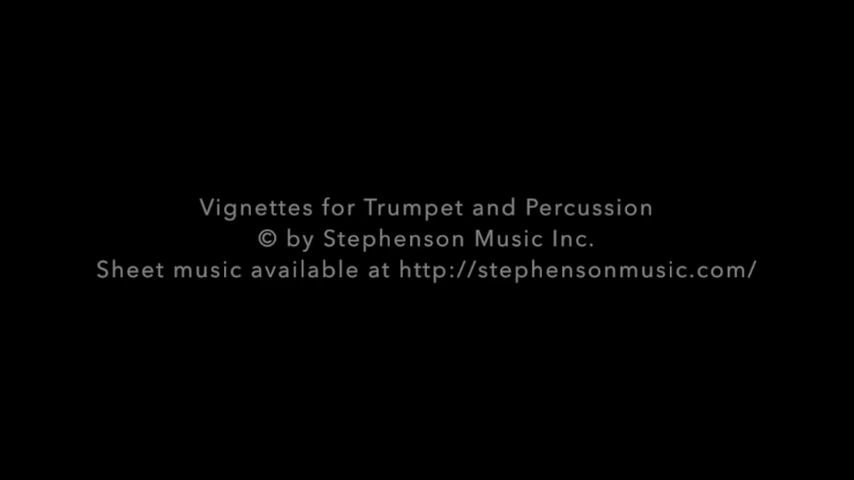 Vignettes for Trumpet and Percussion
© by Stephenson Music Inc.
Sheet music available at http://stephensonmusic.com/